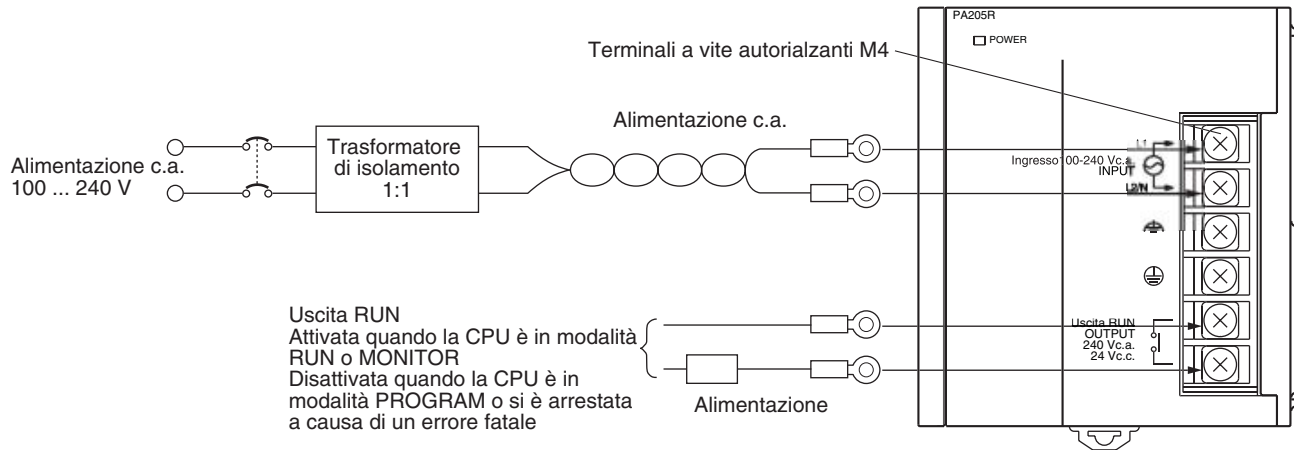 PA205R
POWER
Terminali a vite autorialzanti M4
Alimentazione c.a.
Alimentazione c.a.
100 ... 240 V
Trasformatore
di isolamento
1:1
L1
Ingresso100-240 Vc.a.
INPUT
L2/N
Uscita RUN
Attivata quando la CPU è in modalità
RUN o MONITOR
Disattivata quando la CPU è in
modalità PROGRAM o si è arrestata
a causa di un errore fatale
Alimentazione
Uscita RUN
OUTPUT
240 Vc.a.
24 Vc.c.